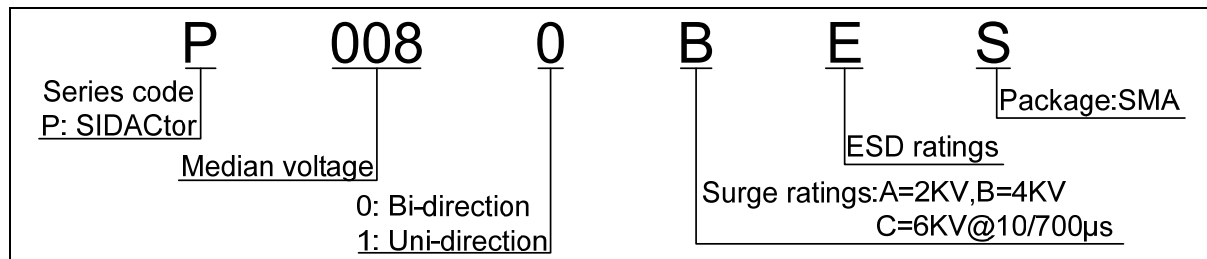 P 008 0 B E S
Series code
P: SIDACtor
Package:SMA
Median voltage
ESD ratings
0: Bi-direction
1: Uni-direction
Surge ratings:A=2KV,B=4KV
C=6KV@10/700μs